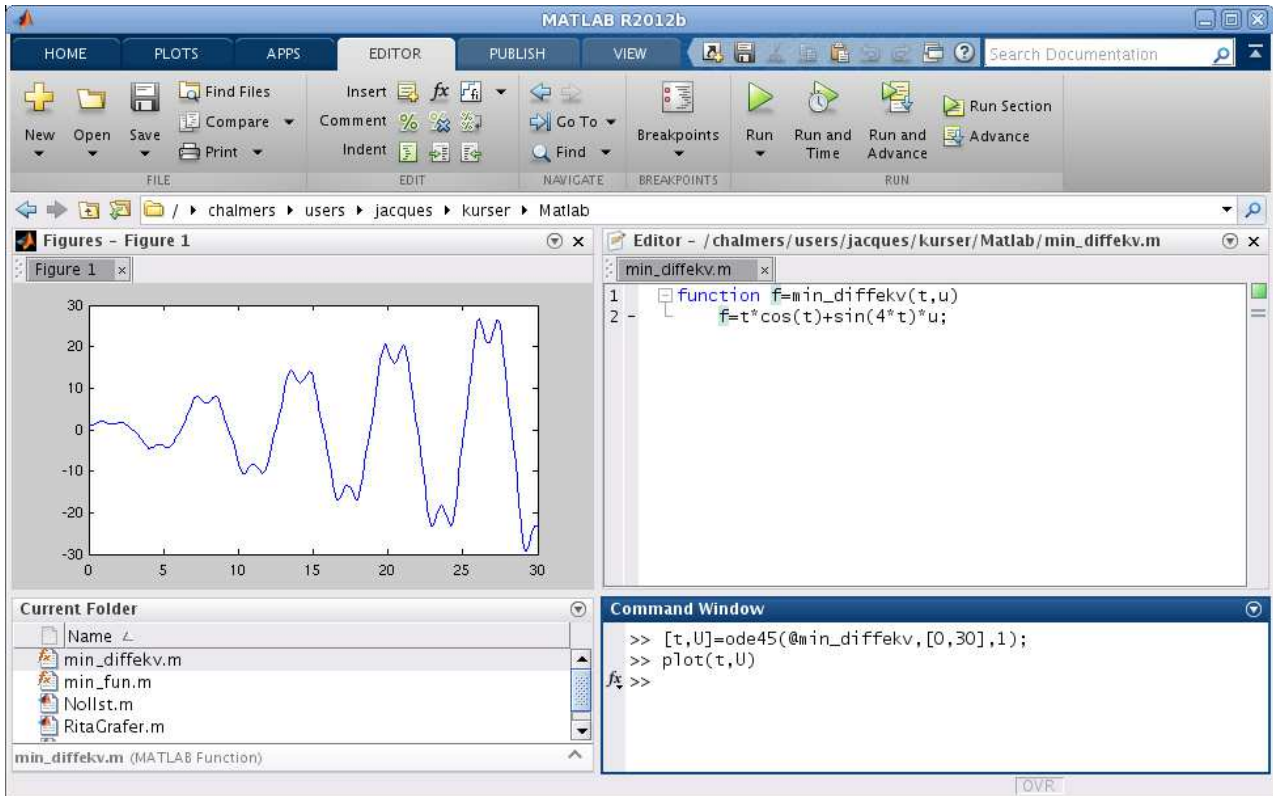 MATLAB R2012b
HOME PLOTS APPS EDITOR PUBLISH VIEW Search Documentation
New Open Save Find Files Compare Print
FILE
Insert fx Comment Indent
EDIT
Go To Find
NAVIGATE
Breakpoints
BREAKPOINTS
Run Run and Time Run and Advance Run Section Advance
RUN
/ chalmers users jacques kurser Matlab
Figures - Figure 1
Figure 1
30
20
10
0
-10
-20
-30
0 5 10 15 20 25 30
Editor - /chalmers/users/jacques/kurser/Matlab/min_diffekv.m
min_diffekv.m
1 function f=min_diffekv(t,u)
2 - f=t*cos(t)+sin(4*t)*u;
Current Folder
Name
min_diffekv.m
min_fun.m
Nollst.m
RitaGrafer.m
min_diffekv.m (MATLAB Function)
Command Window
>> [t,U]=ode45(@min_diffekv,[0,30],1);
>> plot(t,U)
fx >>
OVR